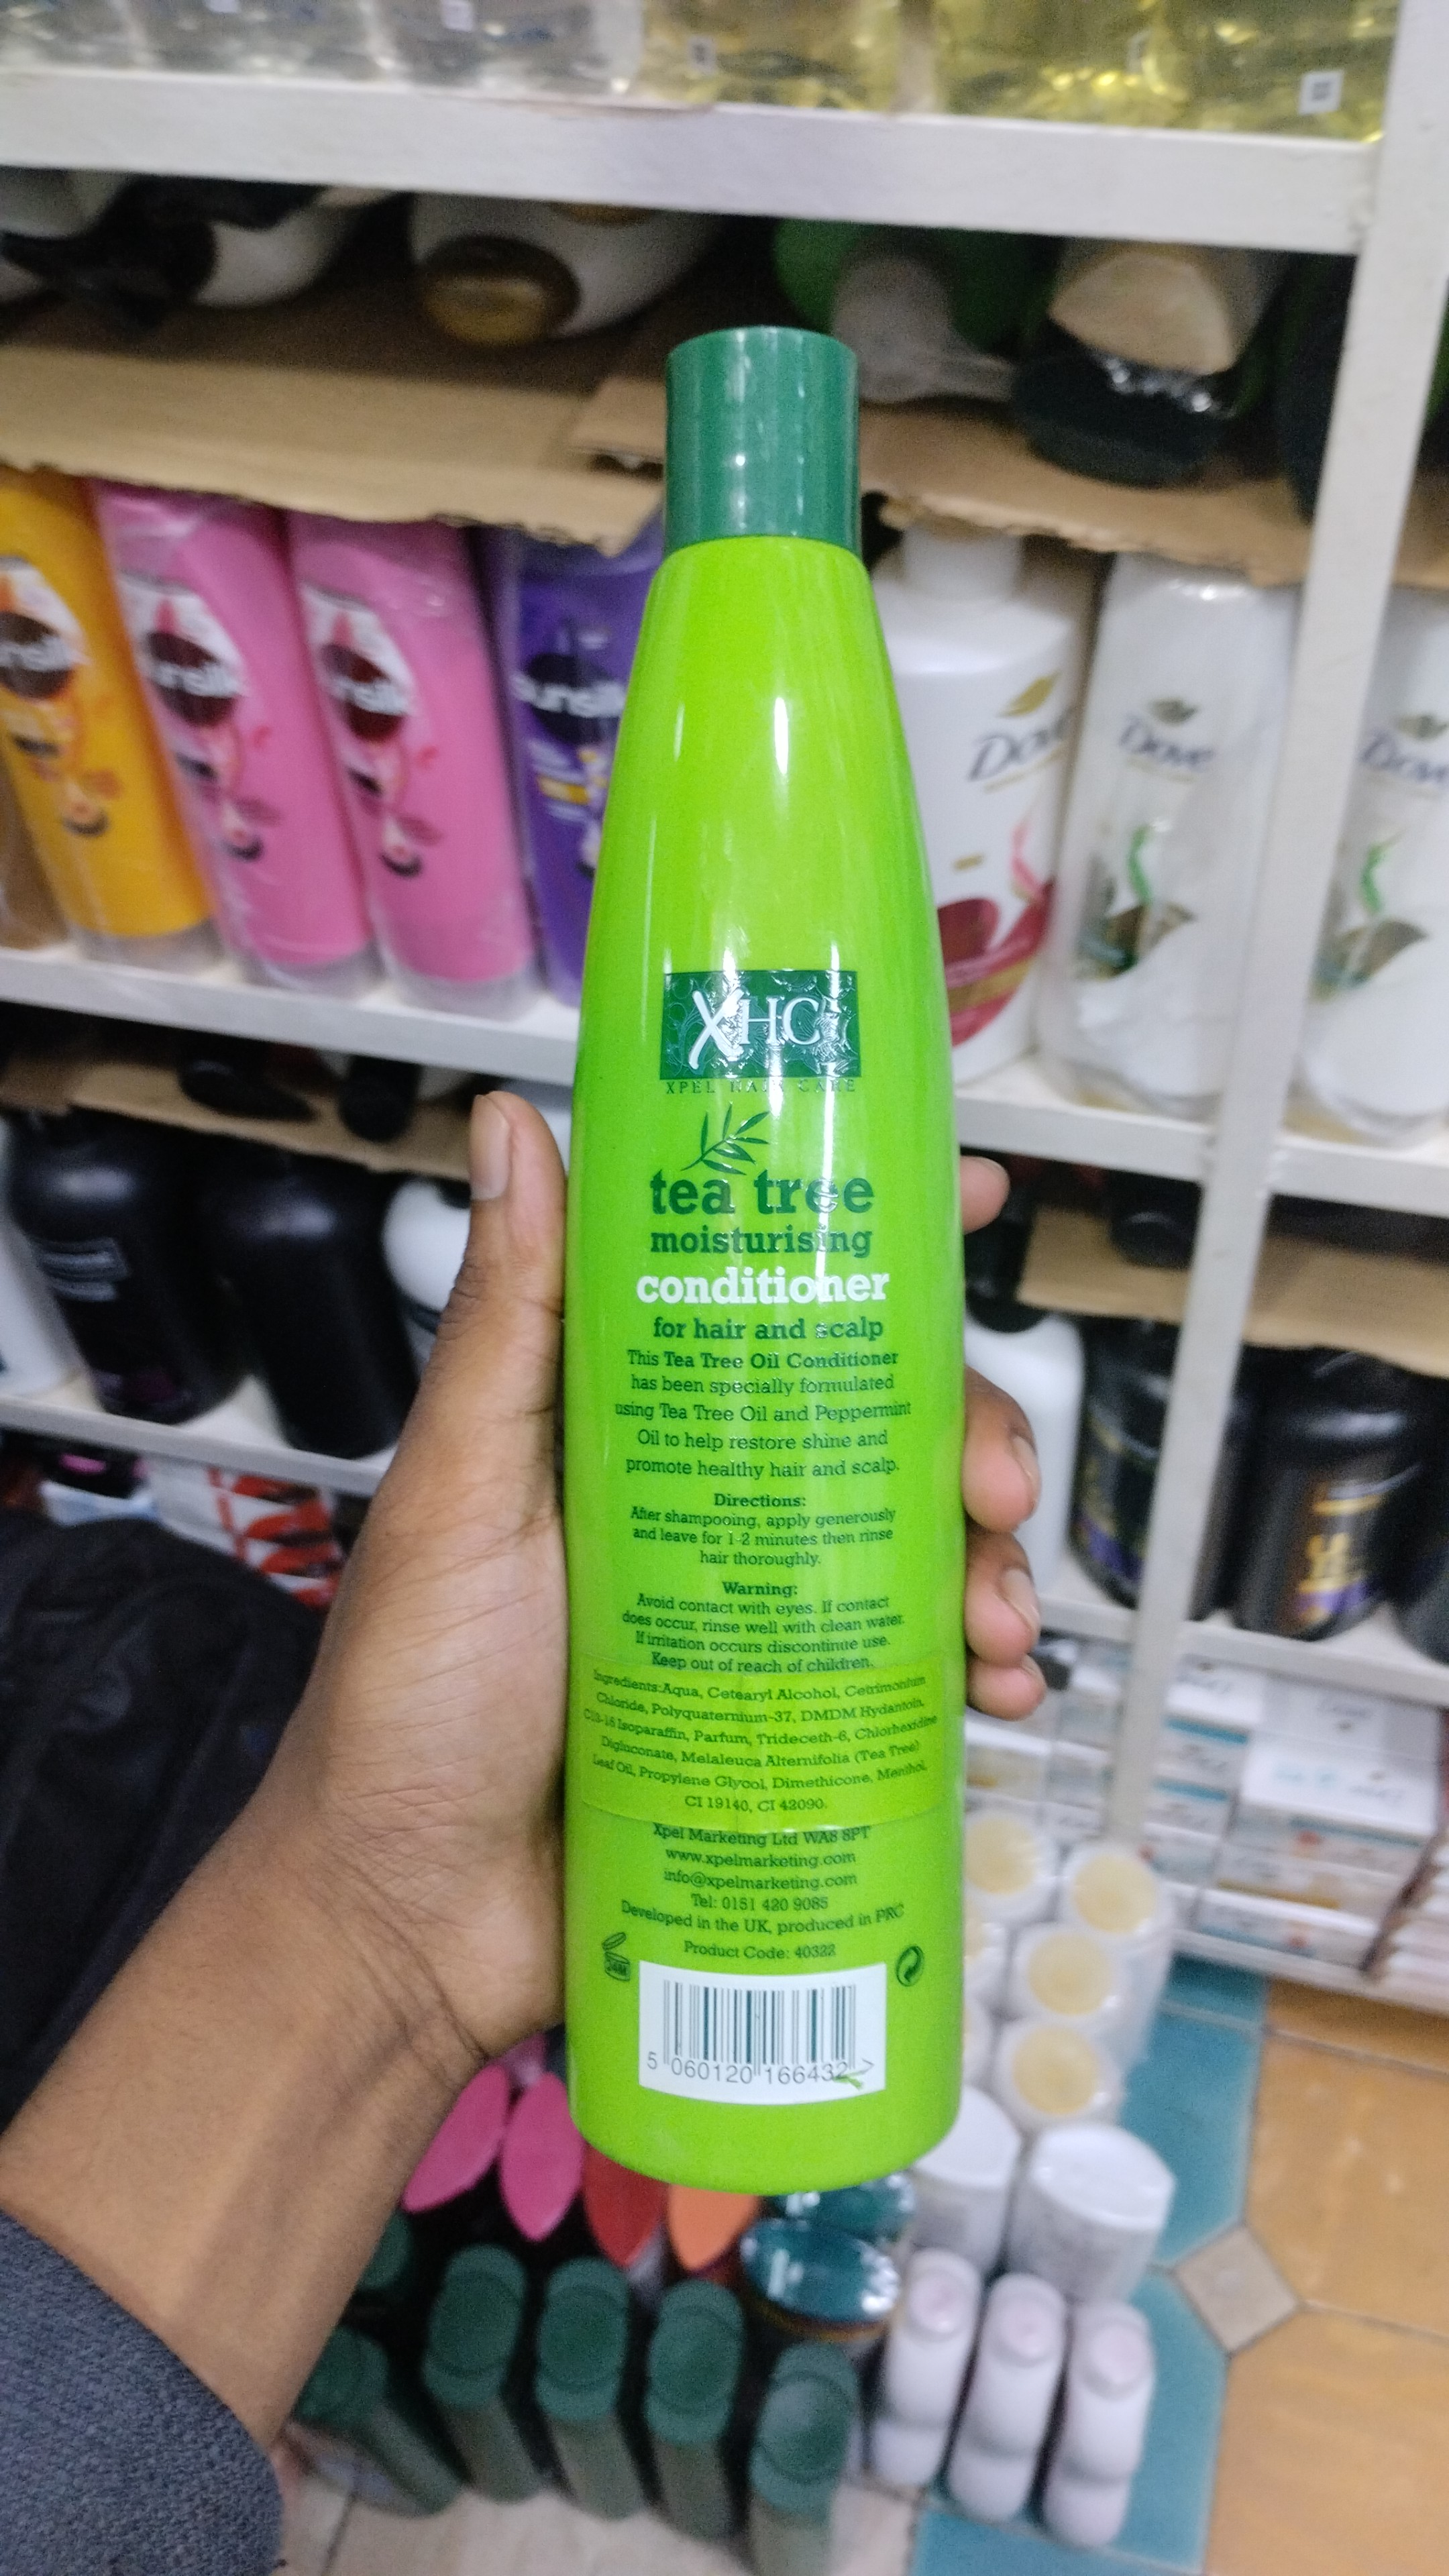 unsilk
unsilk
unsilk
Dove
Dove
Dove
XHC
XPEL HAIR CARE
tea tree
moisturising
conditioner
for hair and scalp
This Tea Tree Oil Conditioner
has been specially formulated
using Tea Tree Oil and Peppermint
Oil to help restore shine and
promote healthy hair and scalp.
Directions:
After shampooing, apply generously
and leave for 1-2 minutes then rinse
hair thoroughly.
Warning:
Avoid contact with eyes. If contact
does occur, rinse well with clean water.
If irritation occurs discontinue use.
Keep out of reach of children.
Ingredients:Aqua, Cetearyl Alcohol, Cetrimonium
Chloride, Polyquaternium-37, DMDM Hydantoin,
C13-16 Isoparaffin, Parfum, Trideceth-6, Chlorhexidine
Digluconate, Melaleuca Alternifolia (Tea Tree)
Leaf Oil, Propylene Glycol, Dimethicone, Menthol,
CI 19140, CI 42090.
Xpel Marketing Ltd WA8 8PT
www.xpelmarketing.com
info@xpelmarketing.com
Tel: 0151 420 9085
Developed in the UK, produced in PRC
Product Code: 40322
24M
5 060120 166432 >